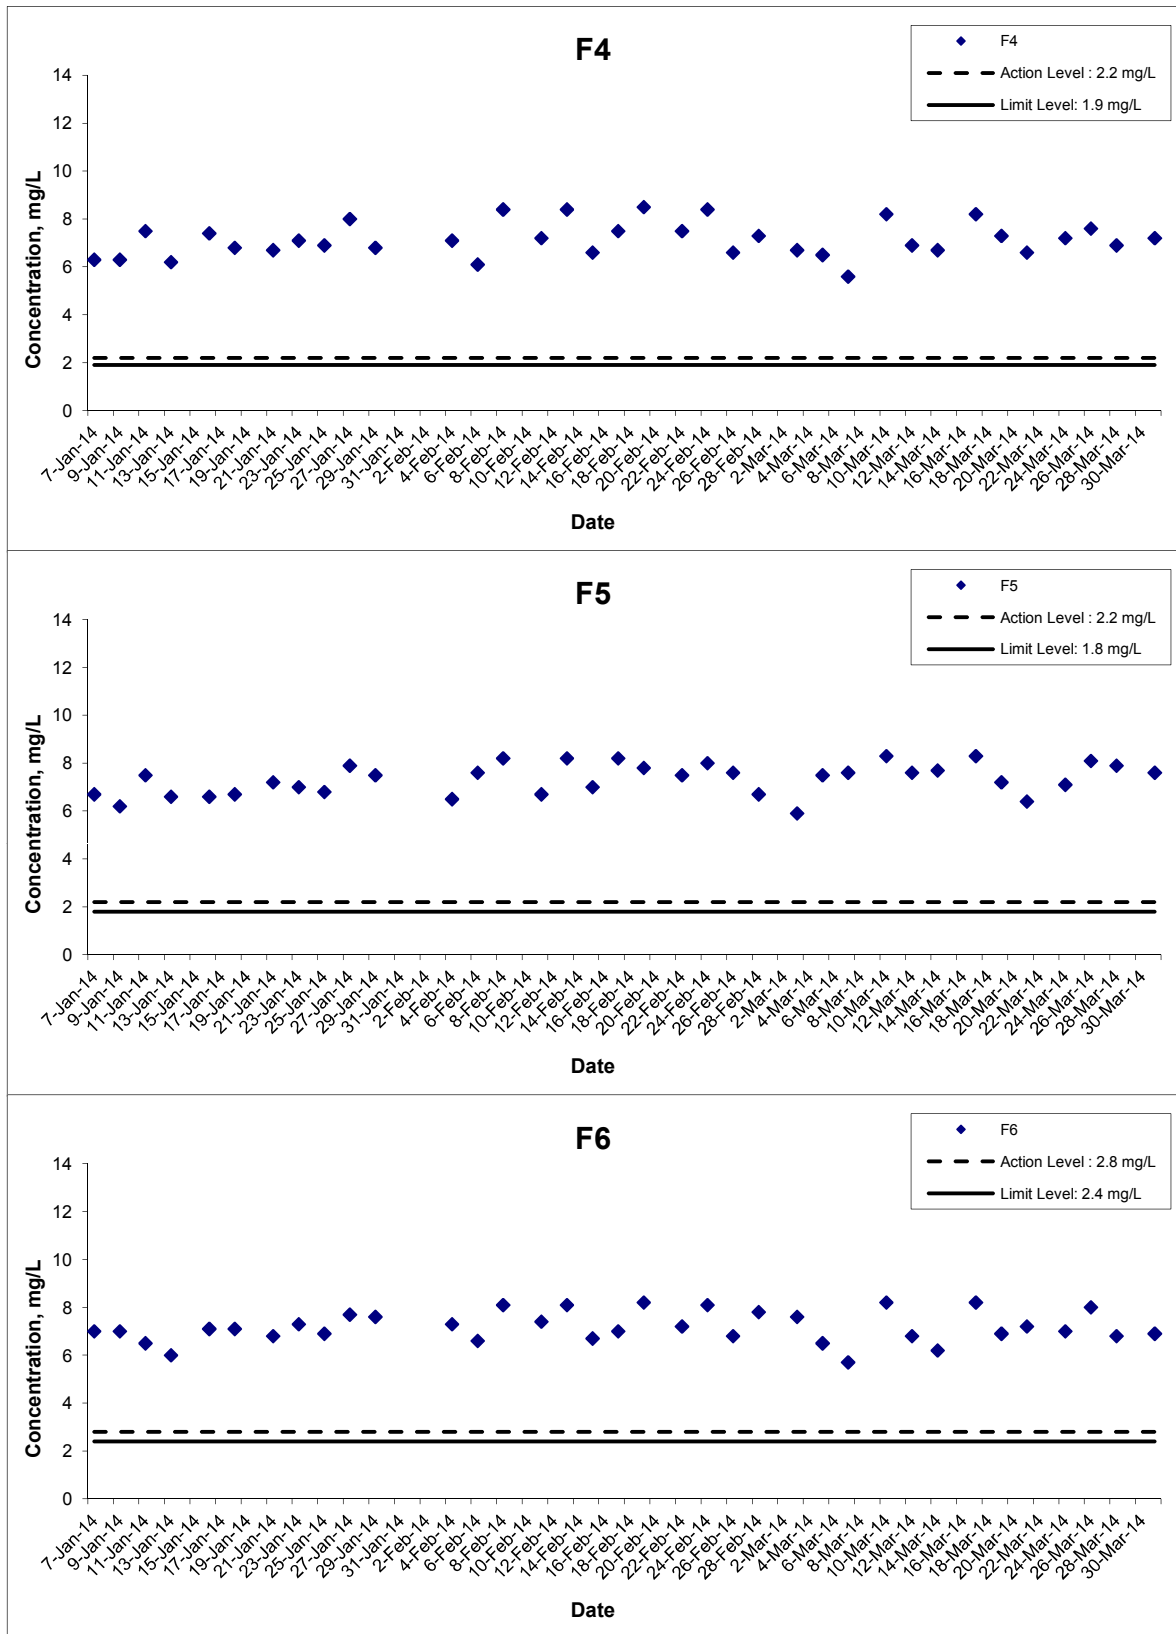 F4
F4
Action Level : 2.2 mg/L
Limit Level: 1.9 mg/L
Concentration, mg/L
14
12
10
8
6
4
2
0
7-Jan-14
9-Jan-14
11-Jan-14
13-Jan-14
15-Jan-14
17-Jan-14
19-Jan-14
21-Jan-14
23-Jan-14
25-Jan-14
27-Jan-14
29-Jan-14
31-Jan-14
2-Feb-14
4-Feb-14
6-Feb-14
8-Feb-14
10-Feb-14
12-Feb-14
14-Feb-14
16-Feb-14
18-Feb-14
20-Feb-14
22-Feb-14
24-Feb-14
26-Feb-14
28-Feb-14
2-Mar-14
4-Mar-14
6-Mar-14
8-Mar-14
10-Mar-14
12-Mar-14
14-Mar-14
16-Mar-14
18-Mar-14
20-Mar-14
22-Mar-14
24-Mar-14
26-Mar-14
28-Mar-14
30-Mar-14
Date
F5
F5
Action Level : 2.2 mg/L
Limit Level: 1.8 mg/L
Concentration, mg/L
14
12
10
8
6
4
2
0
7-Jan-14
9-Jan-14
11-Jan-14
13-Jan-14
15-Jan-14
17-Jan-14
19-Jan-14
21-Jan-14
23-Jan-14
25-Jan-14
27-Jan-14
29-Jan-14
31-Jan-14
2-Feb-14
4-Feb-14
6-Feb-14
8-Feb-14
10-Feb-14
12-Feb-14
14-Feb-14
16-Feb-14
18-Feb-14
20-Feb-14
22-Feb-14
24-Feb-14
26-Feb-14
28-Feb-14
2-Mar-14
4-Mar-14
6-Mar-14
8-Mar-14
10-Mar-14
12-Mar-14
14-Mar-14
16-Mar-14
18-Mar-14
20-Mar-14
22-Mar-14
24-Mar-14
26-Mar-14
28-Mar-14
30-Mar-14
Date
F6
F6
Action Level : 2.8 mg/L
Limit Level: 2.4 mg/L
Concentration, mg/L
14
12
10
8
6
4
2
0
7-Jan-14
9-Jan-14
11-Jan-14
13-Jan-14
15-Jan-14
17-Jan-14
19-Jan-14
21-Jan-14
23-Jan-14
25-Jan-14
27-Jan-14
29-Jan-14
31-Jan-14
2-Feb-14
4-Feb-14
6-Feb-14
8-Feb-14
10-Feb-14
12-Feb-14
14-Feb-14
16-Feb-14
18-Feb-14
20-Feb-14
22-Feb-14
24-Feb-14
26-Feb-14
28-Feb-14
2-Mar-14
4-Mar-14
6-Mar-14
8-Mar-14
10-Mar-14
12-Mar-14
14-Mar-14
16-Mar-14
18-Mar-14
20-Mar-14
22-Mar-14
24-Mar-14
26-Mar-14
28-Mar-14
30-Mar-14
Date